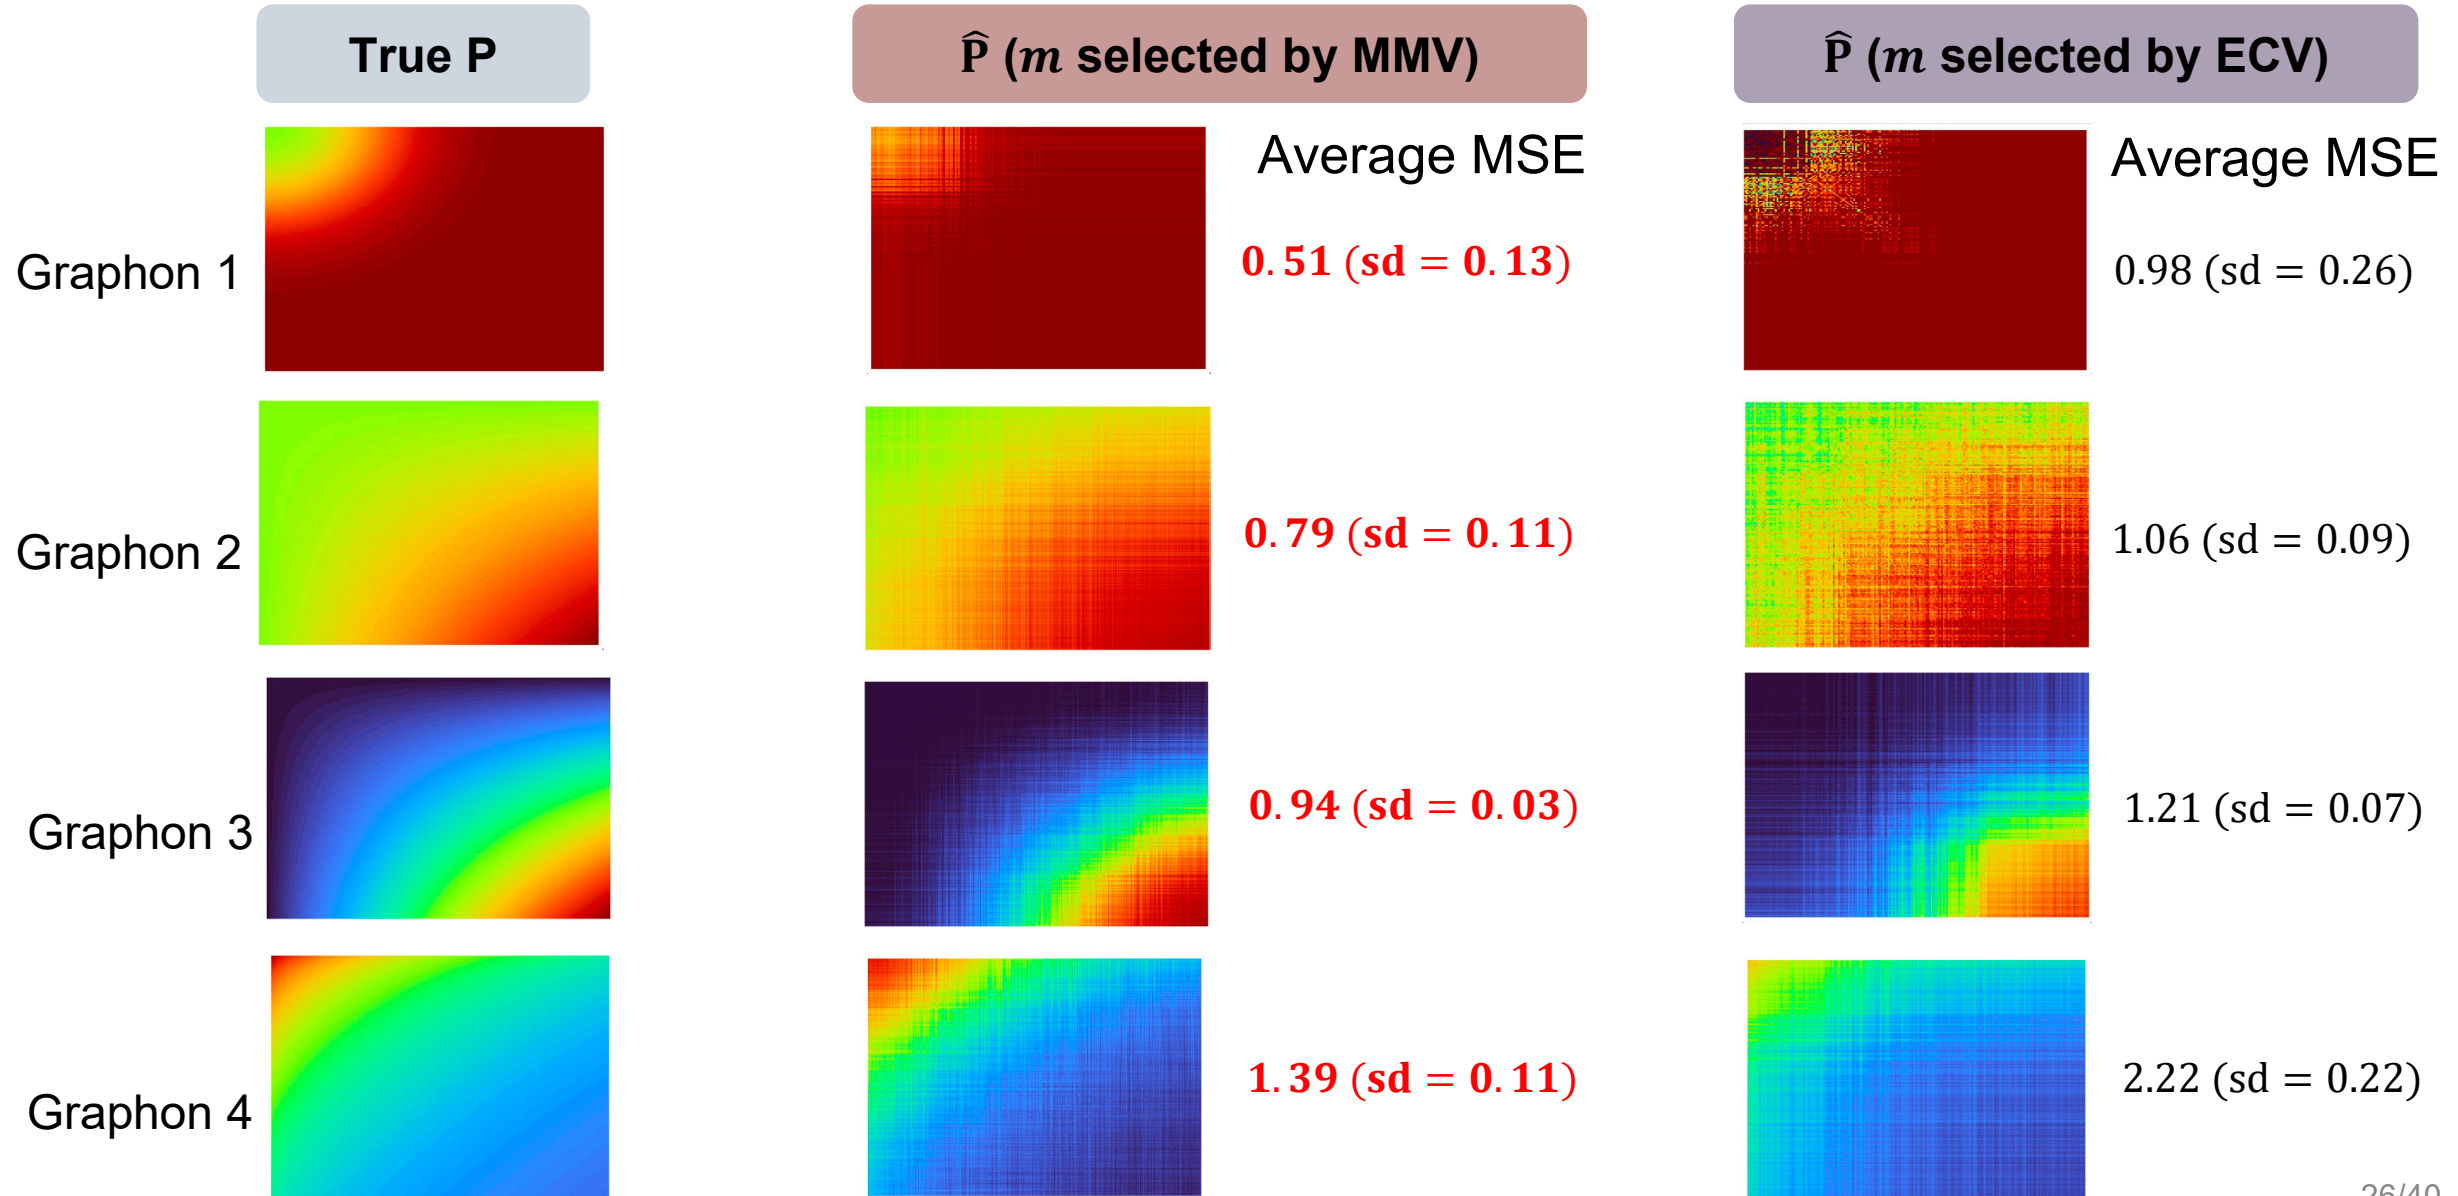 True P
P̂ (m selected by MMV)
P̂ (m selected by ECV)
Average MSE
Average MSE
Graphon 1
0.51 (sd = 0.13)
0.98 (sd = 0.26)
Graphon 2
0.79 (sd = 0.11)
1.06 (sd = 0.09)
Graphon 3
0.94 (sd = 0.03)
1.21 (sd = 0.07)
Graphon 4
1.39 (sd = 0.11)
2.22 (sd = 0.22)
26/40